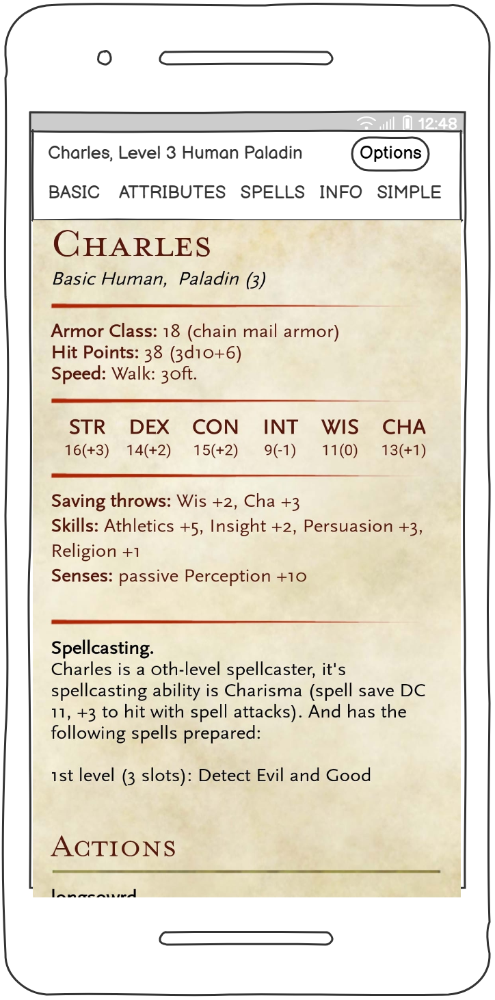 12:48
Charles, Level 3 Human Paladin Options
BASIC ATTRIBUTES SPELLS INFO SIMPLE
CHARLES
Basic Human, Paladin (3)
Armor Class: 18 (chain mail armor)
Hit Points: 38 (3d10+6)
Speed: Walk: 30ft.
STR DEX CON INT WIS CHA
16(+3) 14(+2) 15(+2) 9(-1) 11(0) 13(+1)
Saving throws: Wis +2, Cha +3
Skills: Athletics +5, Insight +2, Persuasion +3,
Religion +1
Senses: passive Perception +10
Spellcasting.
Charles is a 0th-level spellcaster, it's
spellcasting ability is Charisma (spell save DC
11, +3 to hit with spell attacks). And has the
following spells prepared:
1st level (3 slots): Detect Evil and Good
ACTIONS
longsowrd